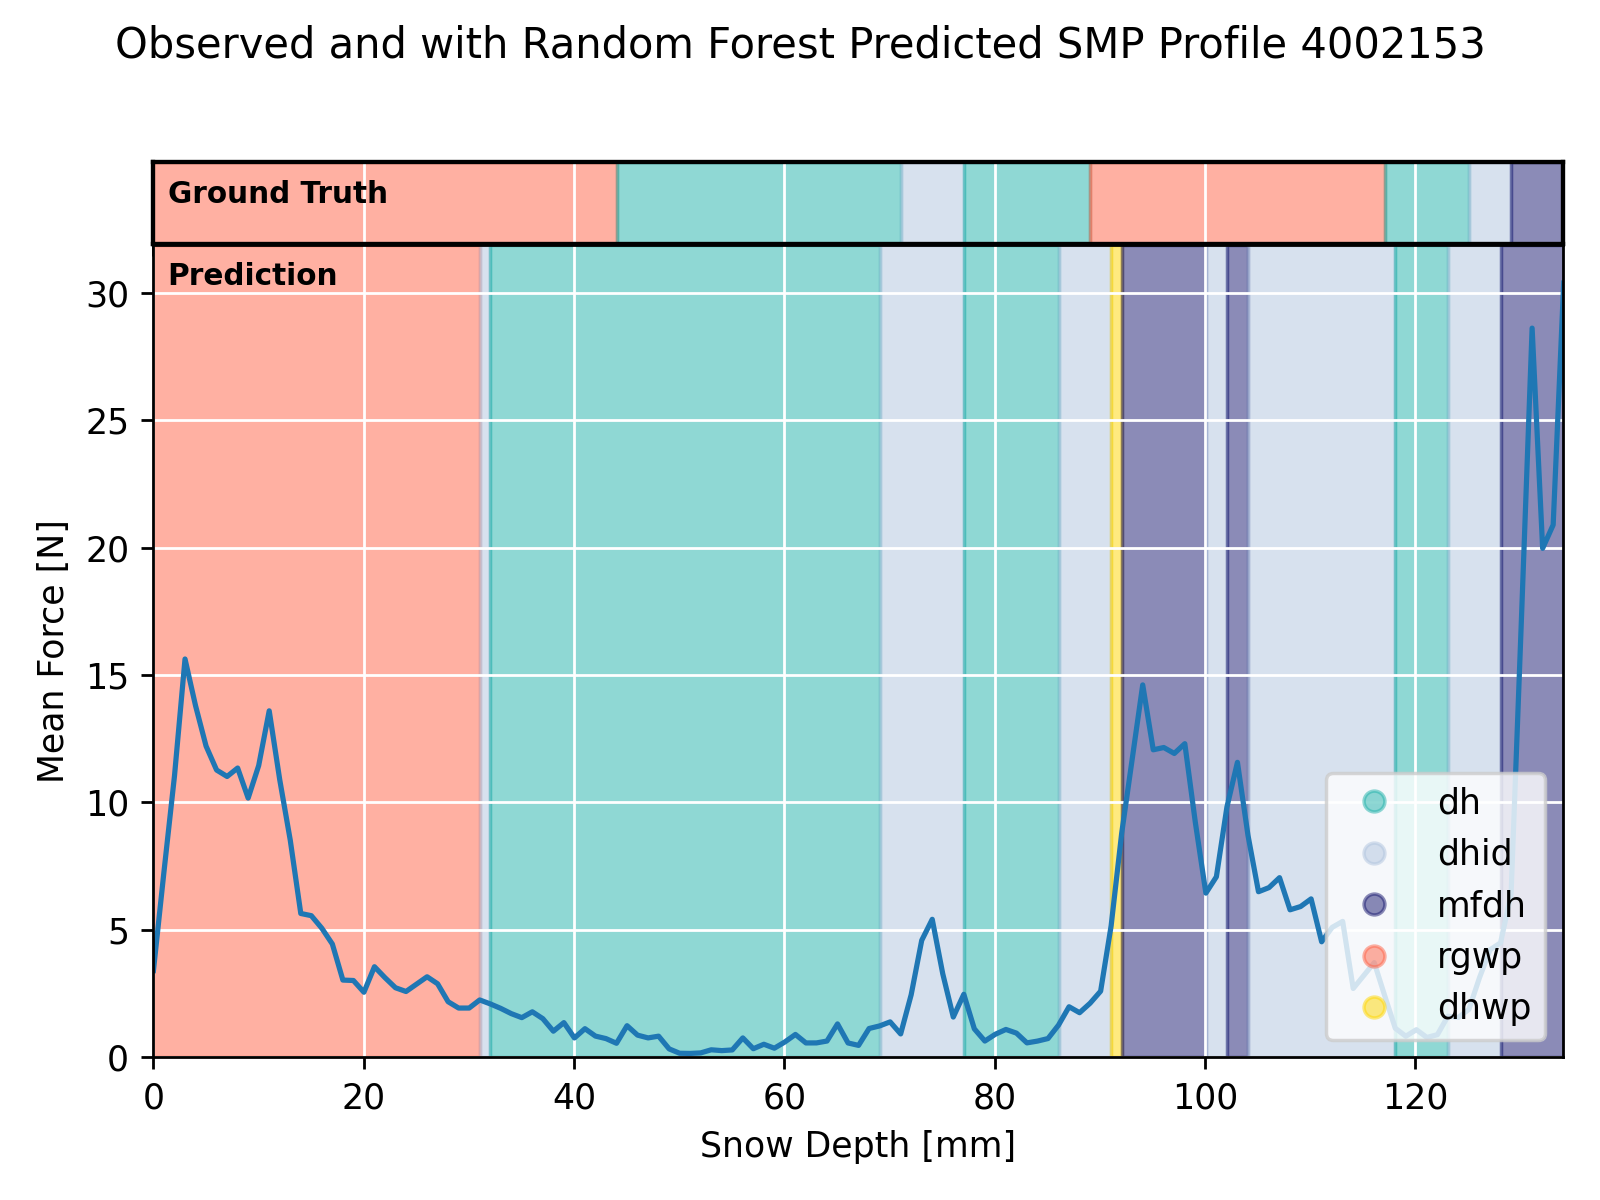 Observed and with Random Forest Predicted SMP Profile 4002153
Ground Truth
Prediction
30
25
20
15
10
5
0
Mean Force [N]
dh
dhid
mfdh
rgwp
dhwp
0 20 40 60 80 100 120
Snow Depth [mm]